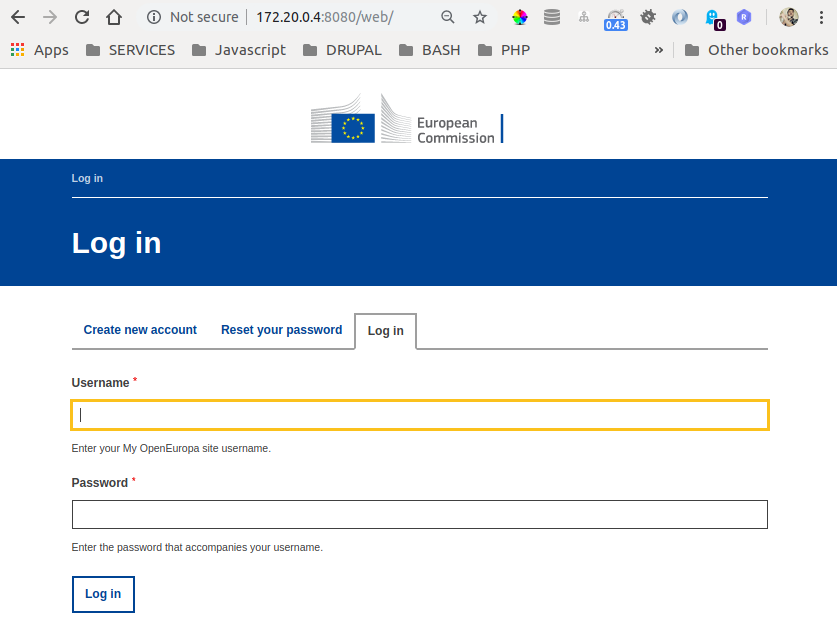 Not secure 172.20.0.4:8080/web/
0.43
0
R
Apps SERVICES Javascript DRUPAL BASH PHP » Other bookmarks
European
Commission
Log in
Log in
Create new account Reset your password Log in
Username *
Enter your My OpenEuropa site username.
Password *
Enter the password that accompanies your username.
Log in